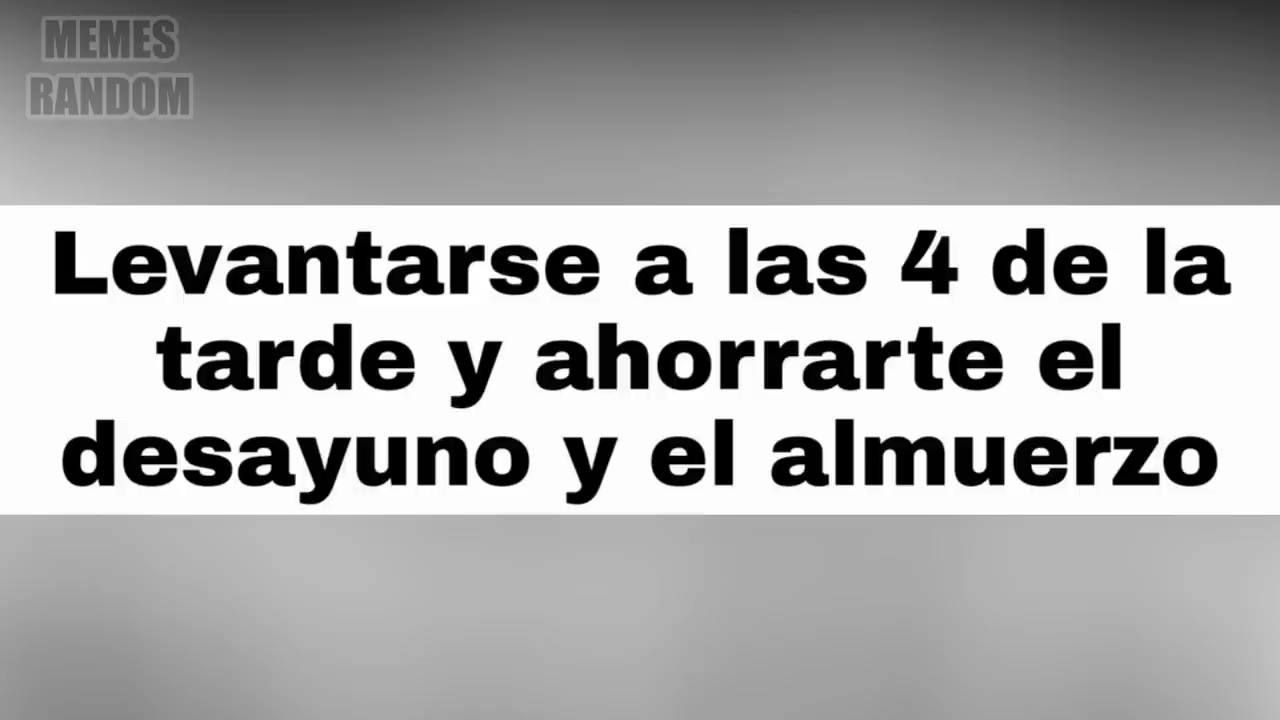 MEMES
RANDOM
Levantarse a las 4 de la
tarde y ahorrarte el
desayuno y el almuerzo